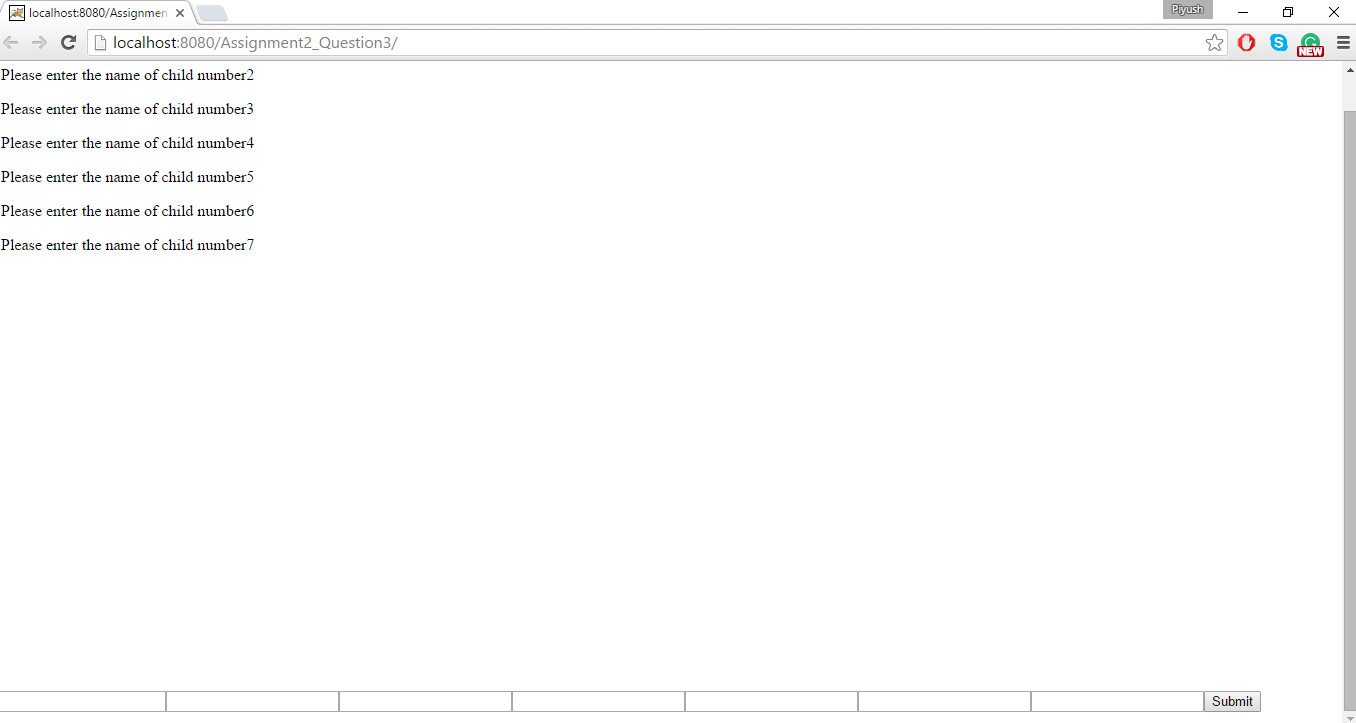 localhost:8080/Assignmen
Piyush
localhost:8080/Assignment2_Question3/
NEW
Please enter the name of child number2
Please enter the name of child number3
Please enter the name of child number4
Please enter the name of child number5
Please enter the name of child number6
Please enter the name of child number7
Submit